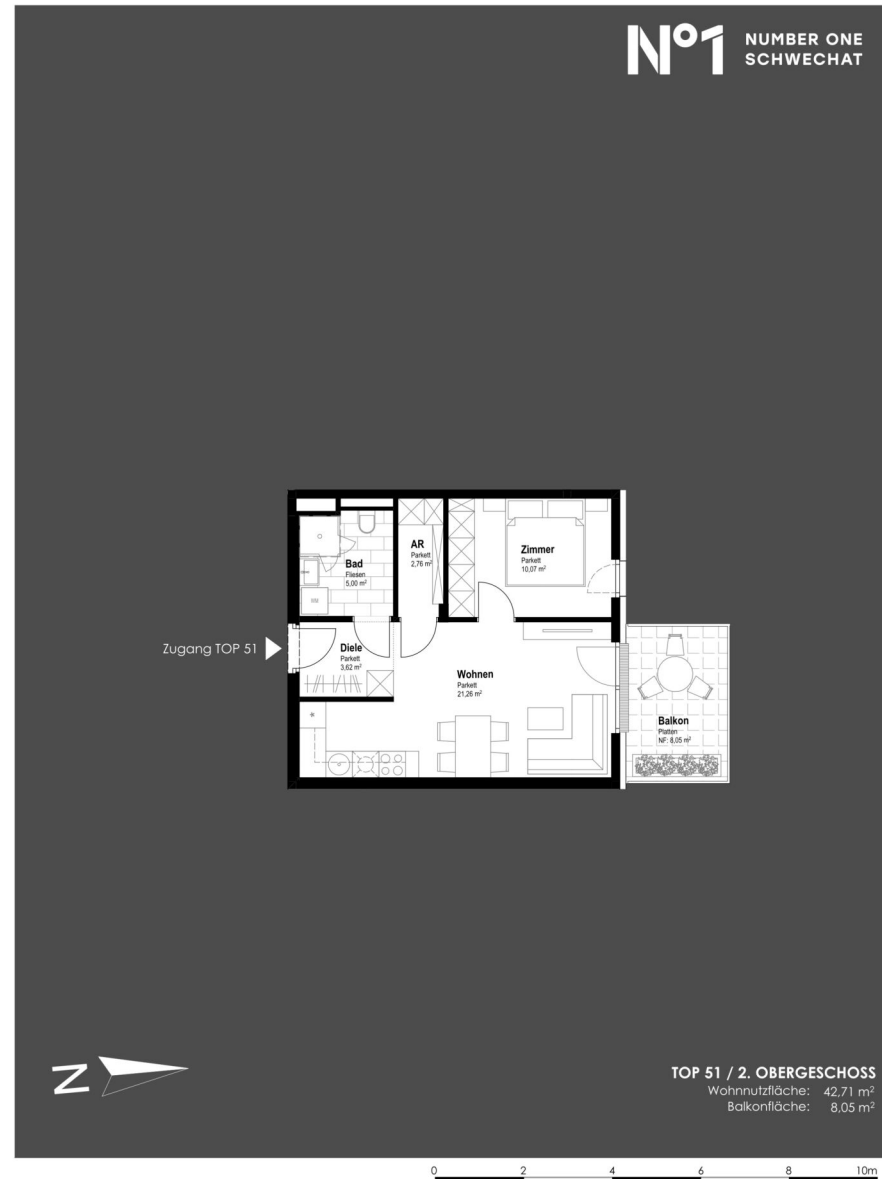 Nº1 NUMBER ONE
SCHWECHAT
Bad
Fliesen
5,00 m²
AR
Parkett
2,76 m²
Zimmer
Parkett
10,07 m²
Zugang TOP 51
Diele
Parkett
3,62 m²
Wohnen
Parkett
21,26 m²
Balkon
Platten
NF: 8,05 m²
N
TOP 51 / 2. OBERGESCHOSS
Wohnnutzfläche: 42,71 m²
Balkonfläche: 8,05 m²
0 2 4 6 8 10m